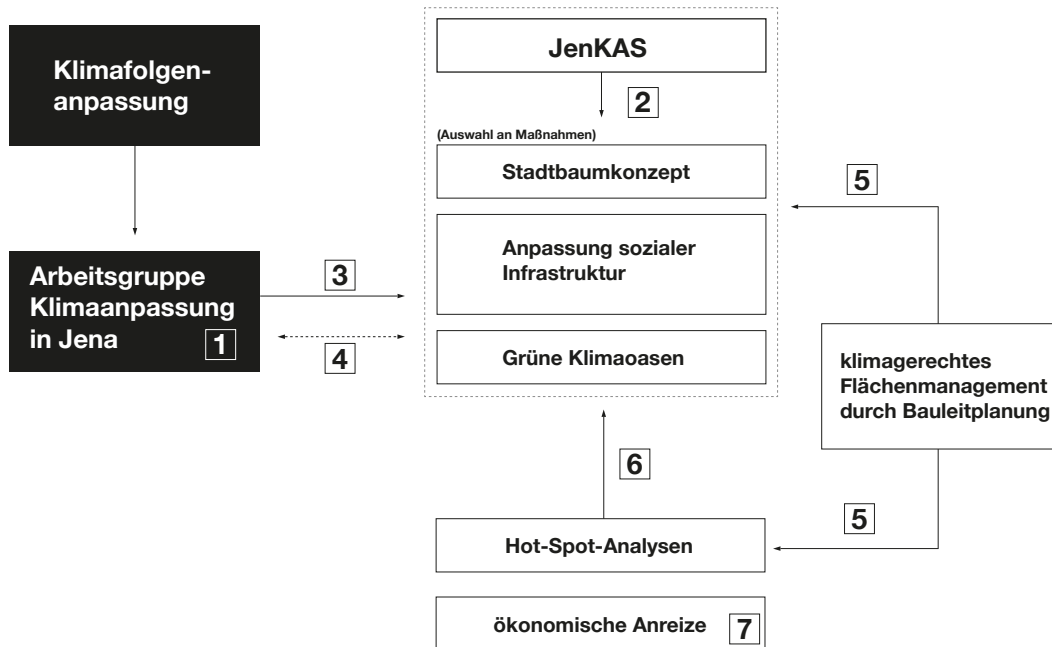 Klimafolgen-
anpassung
Arbeitsgruppe
Klimaanpassung
in Jena
1
3
4
JenKAS
2
(Auswahl an Maßnahmen)
Stadtbaumkonzept
Anpassung sozialer
Infrastruktur
Grüne Klimaoasen
5
klimagerechtes
Flächenmanagement
durch Bauleitplanung
5
6
Hot-Spot-Analysen
ökonomische Anreize
7